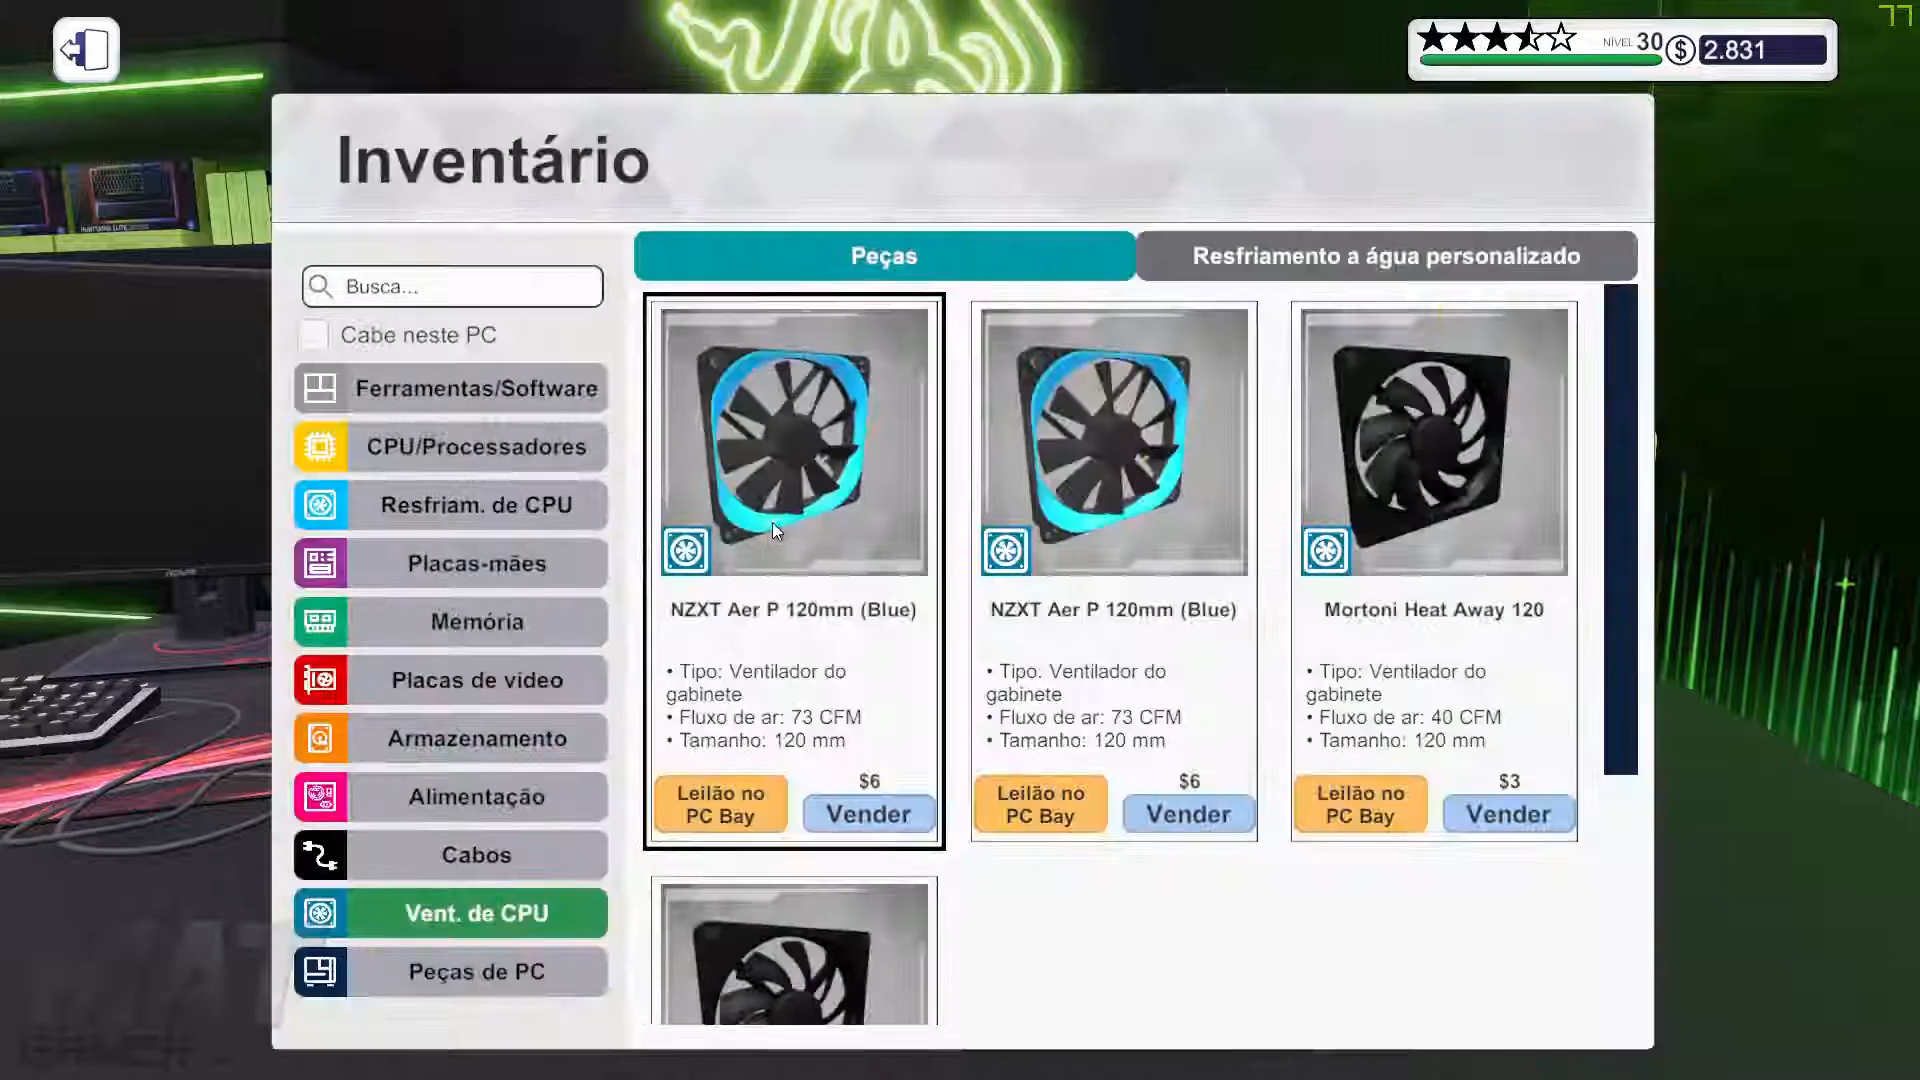 77
NÍVEL 30
$ 2.831
Inventário
Busca...
Cabe neste PC
Ferramentas/Software
CPU/Processadores
Resfriam. de CPU
Placas-mães
Memória
Placas de vídeo
Armazenamento
Alimentação
Cabos
Vent. de CPU
Peças de PC
Peças
Resfriamento a água personalizado
NZXT Aer P 120mm (Blue)
• Tipo: Ventilador do
gabinete
• Fluxo de ar: 73 CFM
• Tamanho: 120 mm
Leilão no
PC Bay
$6
Vender
NZXT Aer P 120mm (Blue)
• Tipo: Ventilador do
gabinete
• Fluxo de ar: 73 CFM
• Tamanho: 120 mm
Leilão no
PC Bay
$6
Vender
Mortoni Heat Away 120
• Tipo: Ventilador do
gabinete
• Fluxo de ar: 40 CFM
• Tamanho: 120 mm
Leilão no
PC Bay
$3
Vender